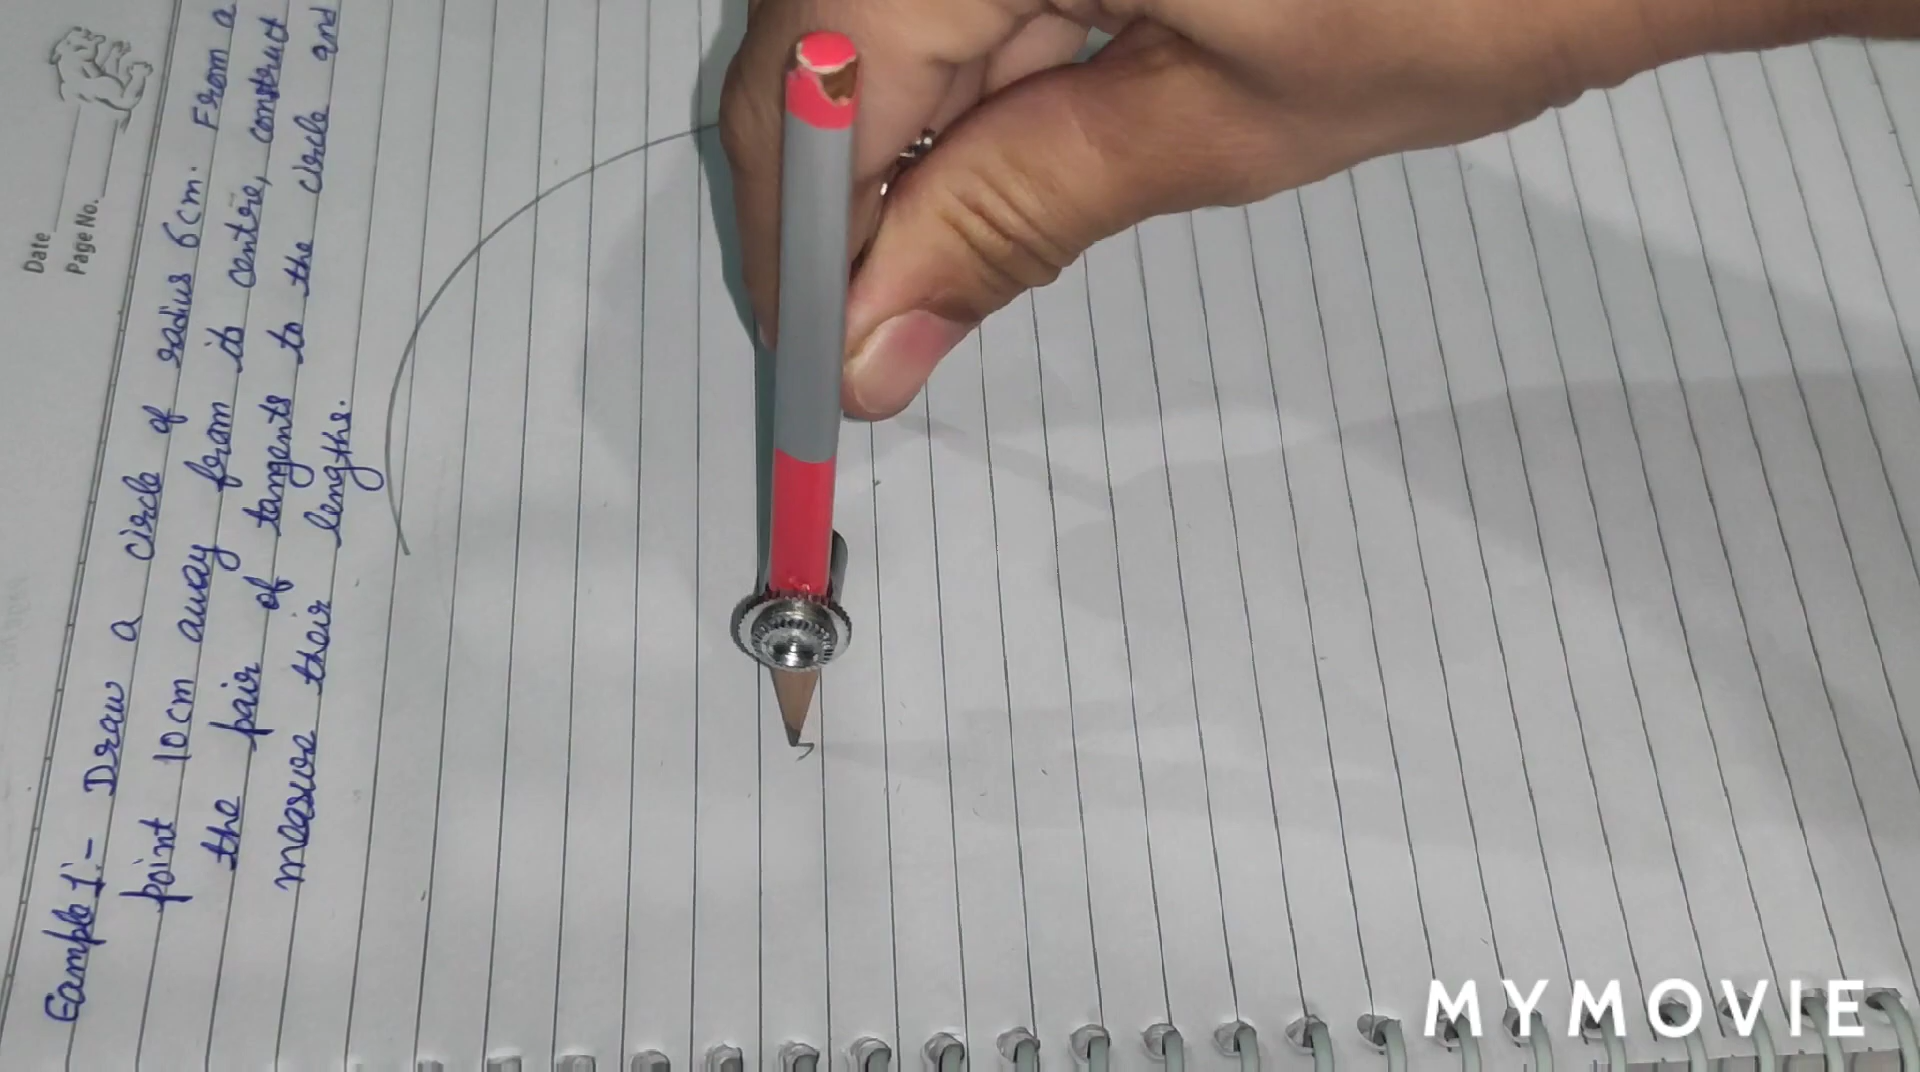 Date
Page No.
Example 1:- Draw a circle of radius 6cm. From a
point 10cm away from its centre, construct
the pair of tangents to the circle and
measure their lengths.
MYMOVIE